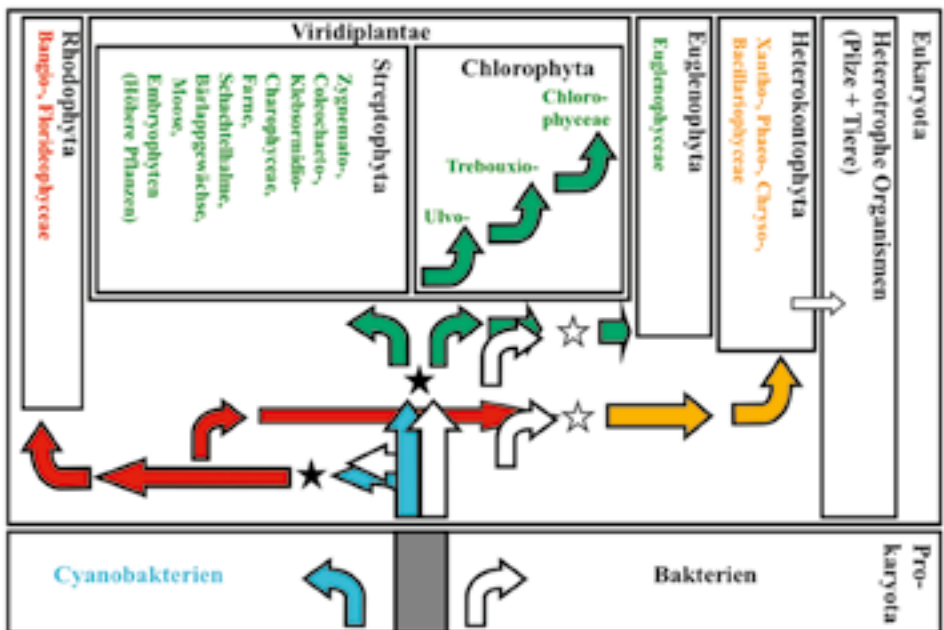 Rhodophyta
Bangio-, Florideophyceae
Viridiplantae
Streptophyta
Zygnemato-,
Coleochaeto-,
Klebsormidio-
Charophyceae,
Farne,
Schachtelhalme,
Bärlappgewächse,
Moose,
Embryophyten
(Höhere Pflanzen)
Chlorophyta
Chloro-
phyceae
Trebouxio-
Ulvo-
Euglenophyta
Euglenophyceae
Heterokontophyta
Xantho-, Phaeo-, Chryso-,
Bacillariophyceae
Eukaryota
Heterotrophe Organismen
(Pilze + Tiere)
Cyanobakterien
Bakterien
Pro-
karyota